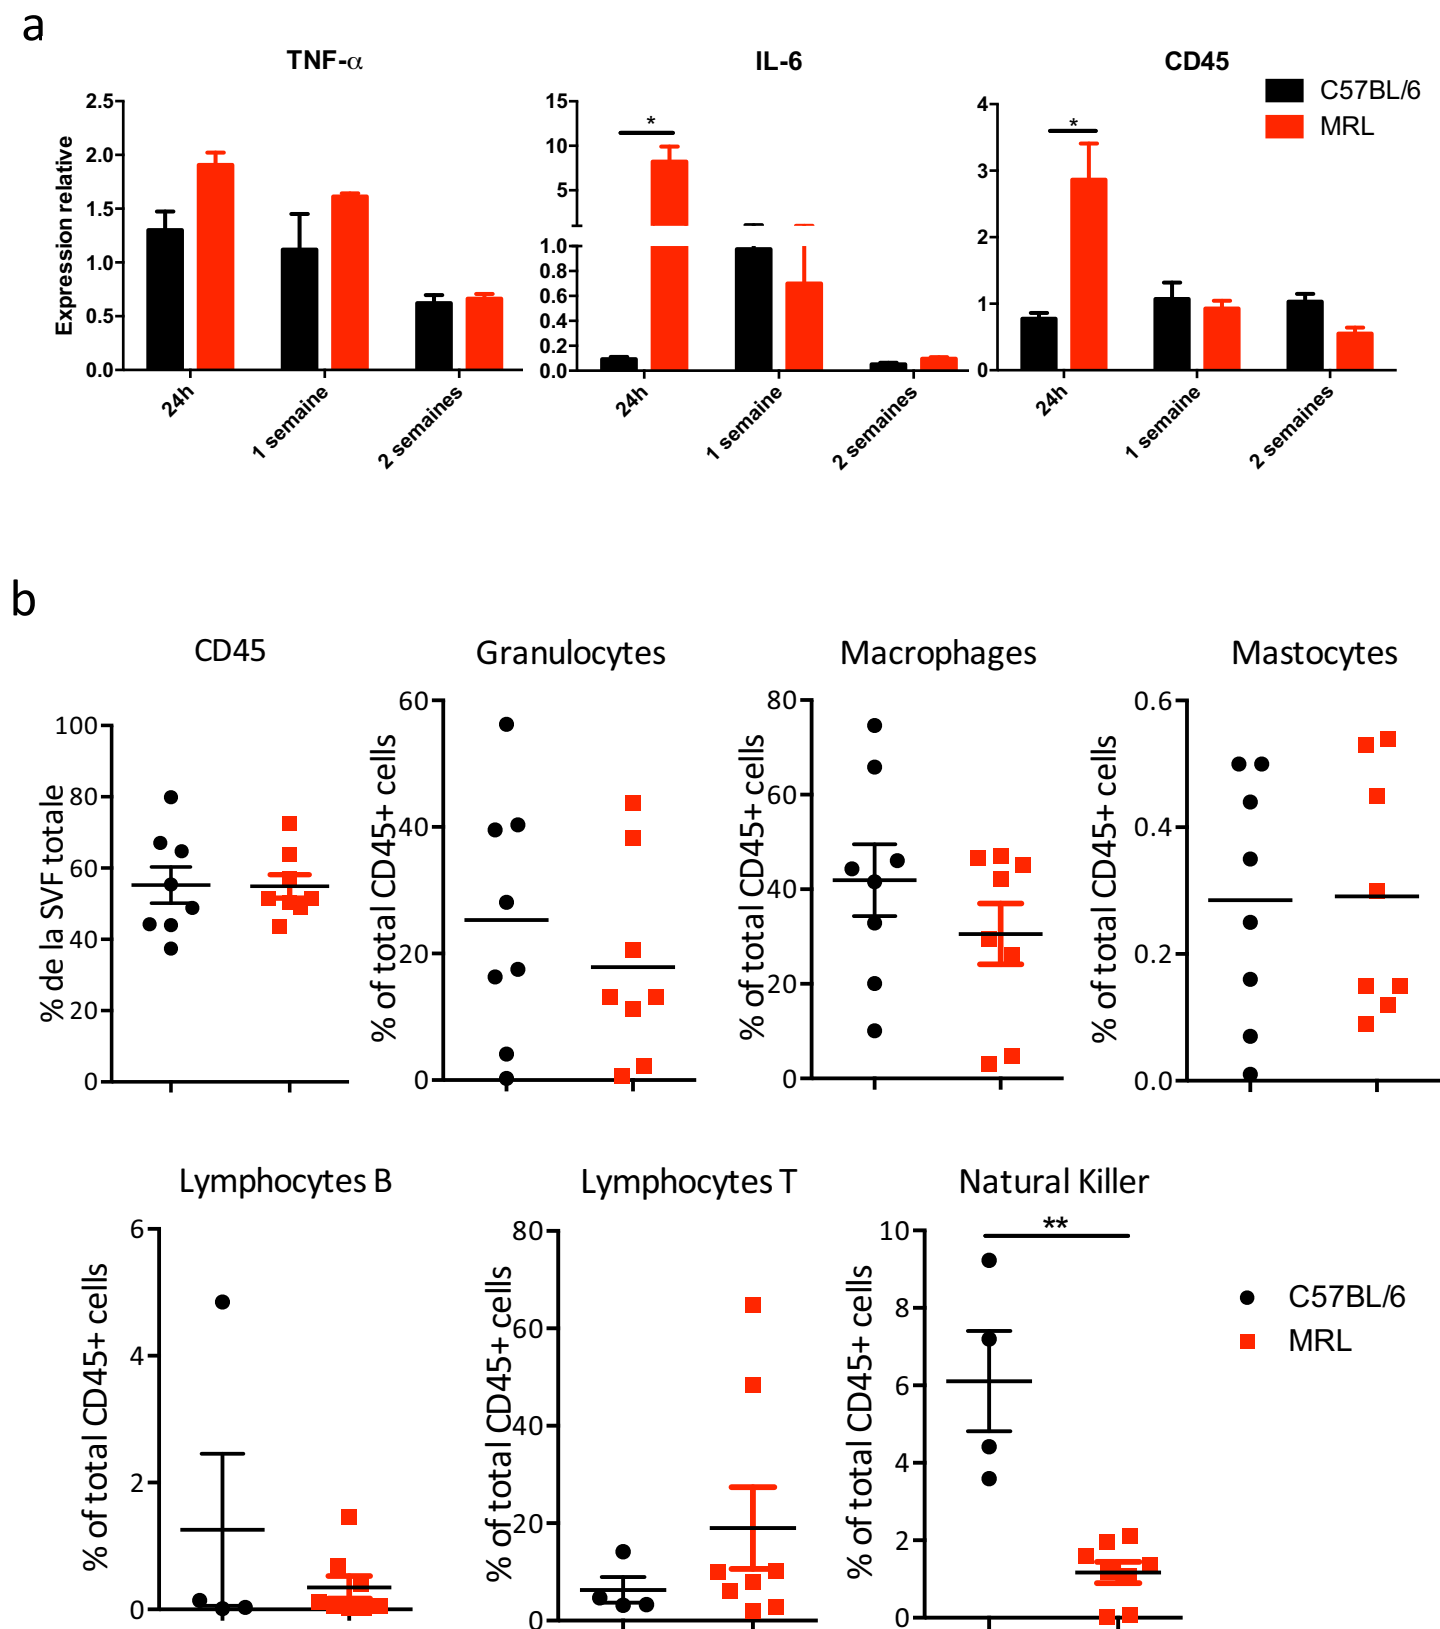 a
TNF-α
IL-6
CD45
C57BL/6
MRL
Expression relative
2.5
2.0
1.5
1.0
0.5
0.0
24h
1 semaine
2 semaines
15
10
5
1.0
0.8
0.6
0.4
0.2
0.0
*
24h
1 semaine
2 semaines
4
3
2
1
0
*
24h
1 semaine
2 semaines
b
CD45
% de la SVF totale
100
80
60
40
20
0
Granulocytes
% of total CD45+ cells
60
40
20
0
Macrophages
% of total CD45+ cells
80
60
40
20
0
Mastocytes
% of total CD45+ cells
0.6
0.4
0.2
0.0
Lymphocytes B
% of total CD45+ cells
6
4
2
0
Lymphocytes T
% of total CD45+ cells
80
60
40
20
0
Natural Killer
% of total CD45+ cells
10
8
6
4
2
0
**
C57BL/6
MRL